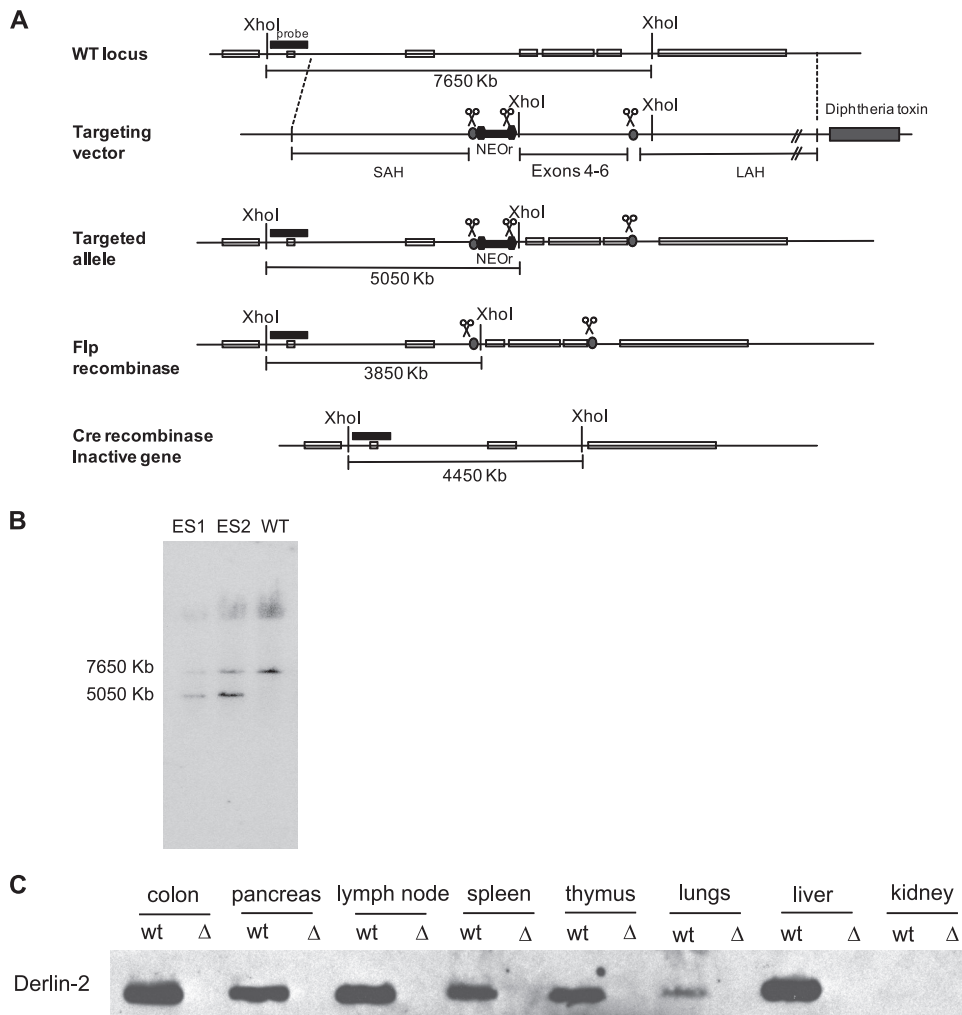 A
WT locus
XhoI
probe
XhoI
7650 Kb
Targeting
vector
XhoI
XhoI
Diphtheria toxin
NEOr
SAH
Exons 4-6
LAH
Targeted
allele
XhoI
XhoI
NEOr
5050 Kb
Flp
recombinase
XhoI
XhoI
3850 Kb
Cre recombinase
Inactive gene
XhoI
XhoI
4450 Kb
B
ES1 ES2 WT
7650 Kb
5050 Kb
C
colon pancreas lymph node spleen thymus lungs liver kidney
wt Δ wt Δ wt Δ wt Δ wt Δ wt Δ wt Δ wt Δ
Derlin-2